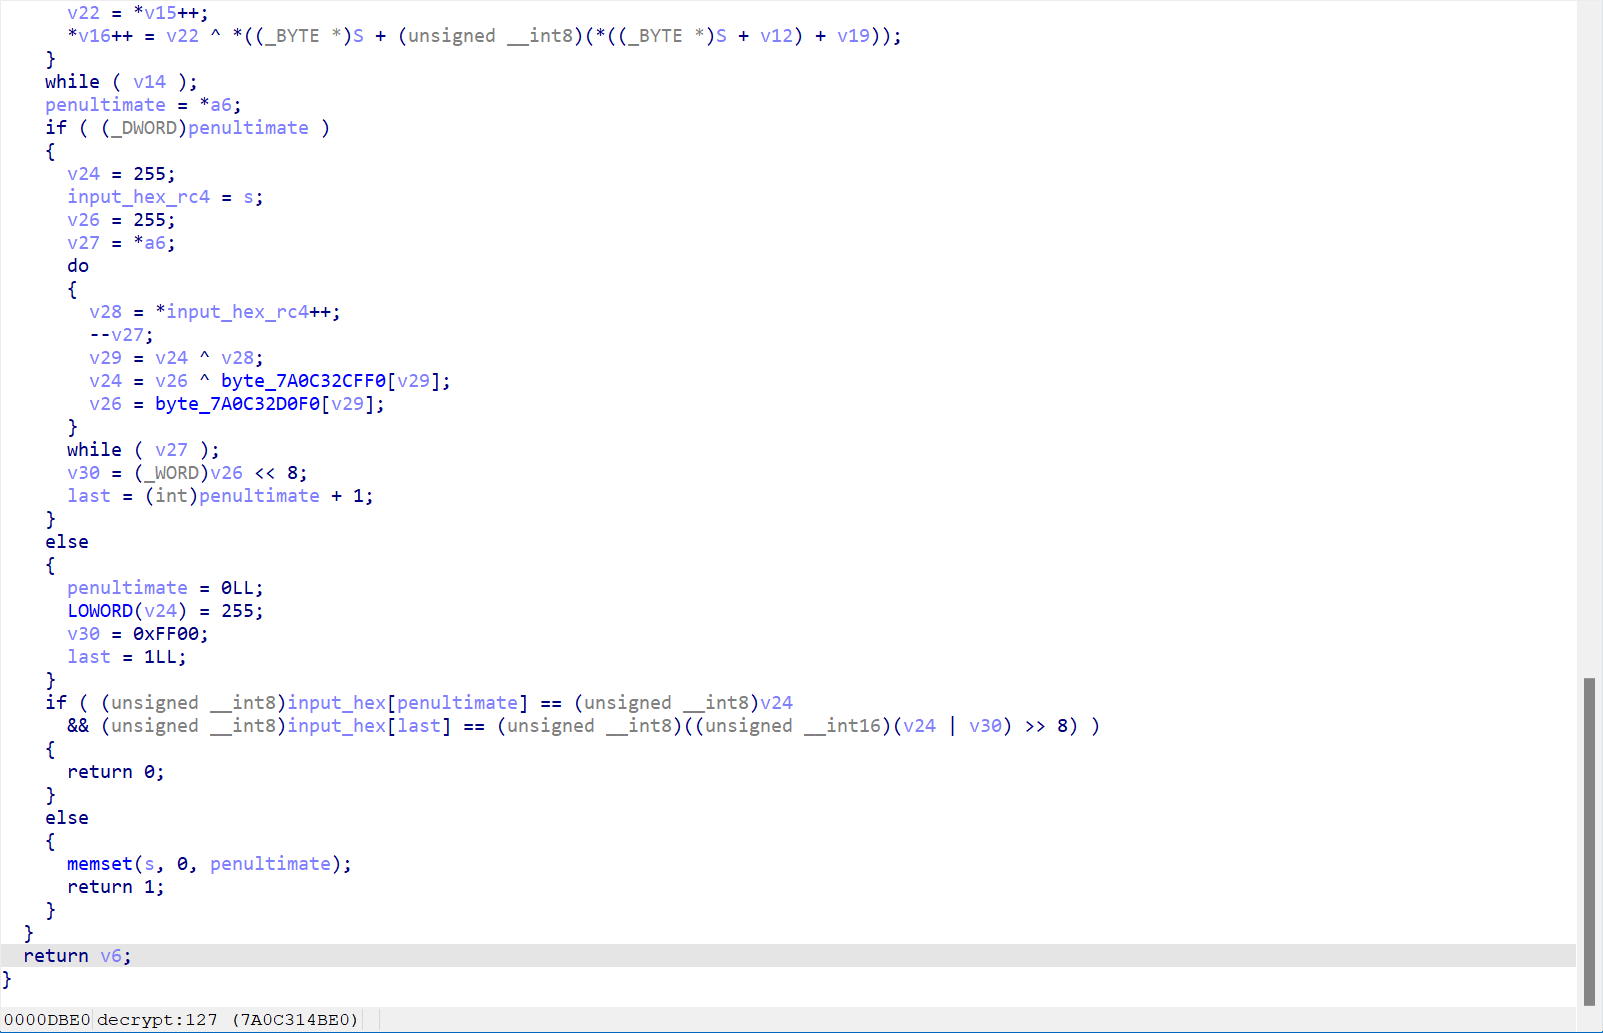 v22 = *v15++;
*v16++ = v22 ^ *((_BYTE *)S + (unsigned __int8)(*((_BYTE *)S + v12) + v19));
}
while ( v14 );
penultimate = *a6;
if ( (_DWORD)penultimate )
{
v24 = 255;
input_hex_rc4 = s;
v26 = 255;
v27 = *a6;
do
{
v28 = *input_hex_rc4++;
--v27;
v29 = v24 ^ v28;
v24 = v26 ^ byte_7A0C32CFF0[v29];
v26 = byte_7A0C32D0F0[v29];
}
while ( v27 );
v30 = (_WORD)v26 << 8;
last = (int)penultimate + 1;
}
else
{
penultimate = 0LL;
LOWORD(v24) = 255;
v30 = 0xFF00;
last = 1LL;
}
if ( (unsigned __int8)input_hex[penultimate] == (unsigned __int8)v24
&& (unsigned __int8)input_hex[last] == (unsigned __int8)((unsigned __int16)(v24 | v30) >> 8) )
{
return 0;
}
else
{
memset(s, 0, penultimate);
return 1;
}
}
return v6;
}
0000DBE0 decrypt:127 (7A0C314BE0)